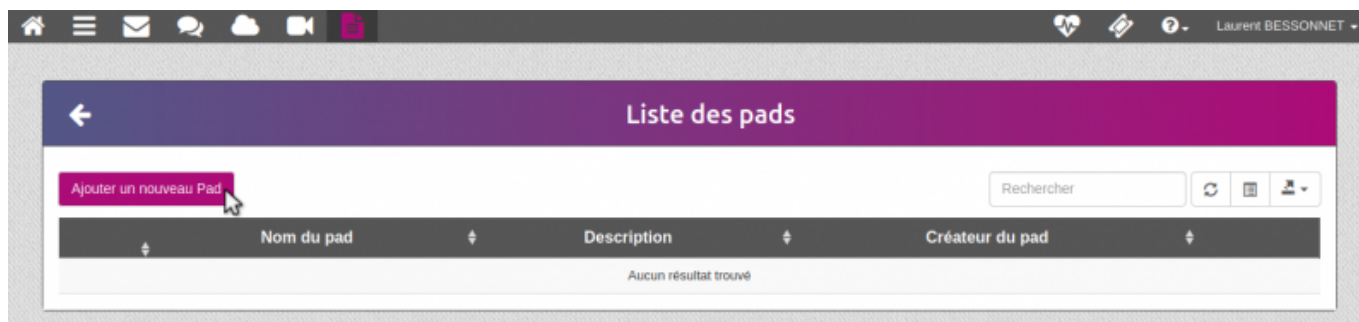 Laurent BESSONNET
Liste des pads
Ajouter un nouveau Pad
Rechercher
Nom du pad Description Créateur du pad
Aucun résultat trouvé